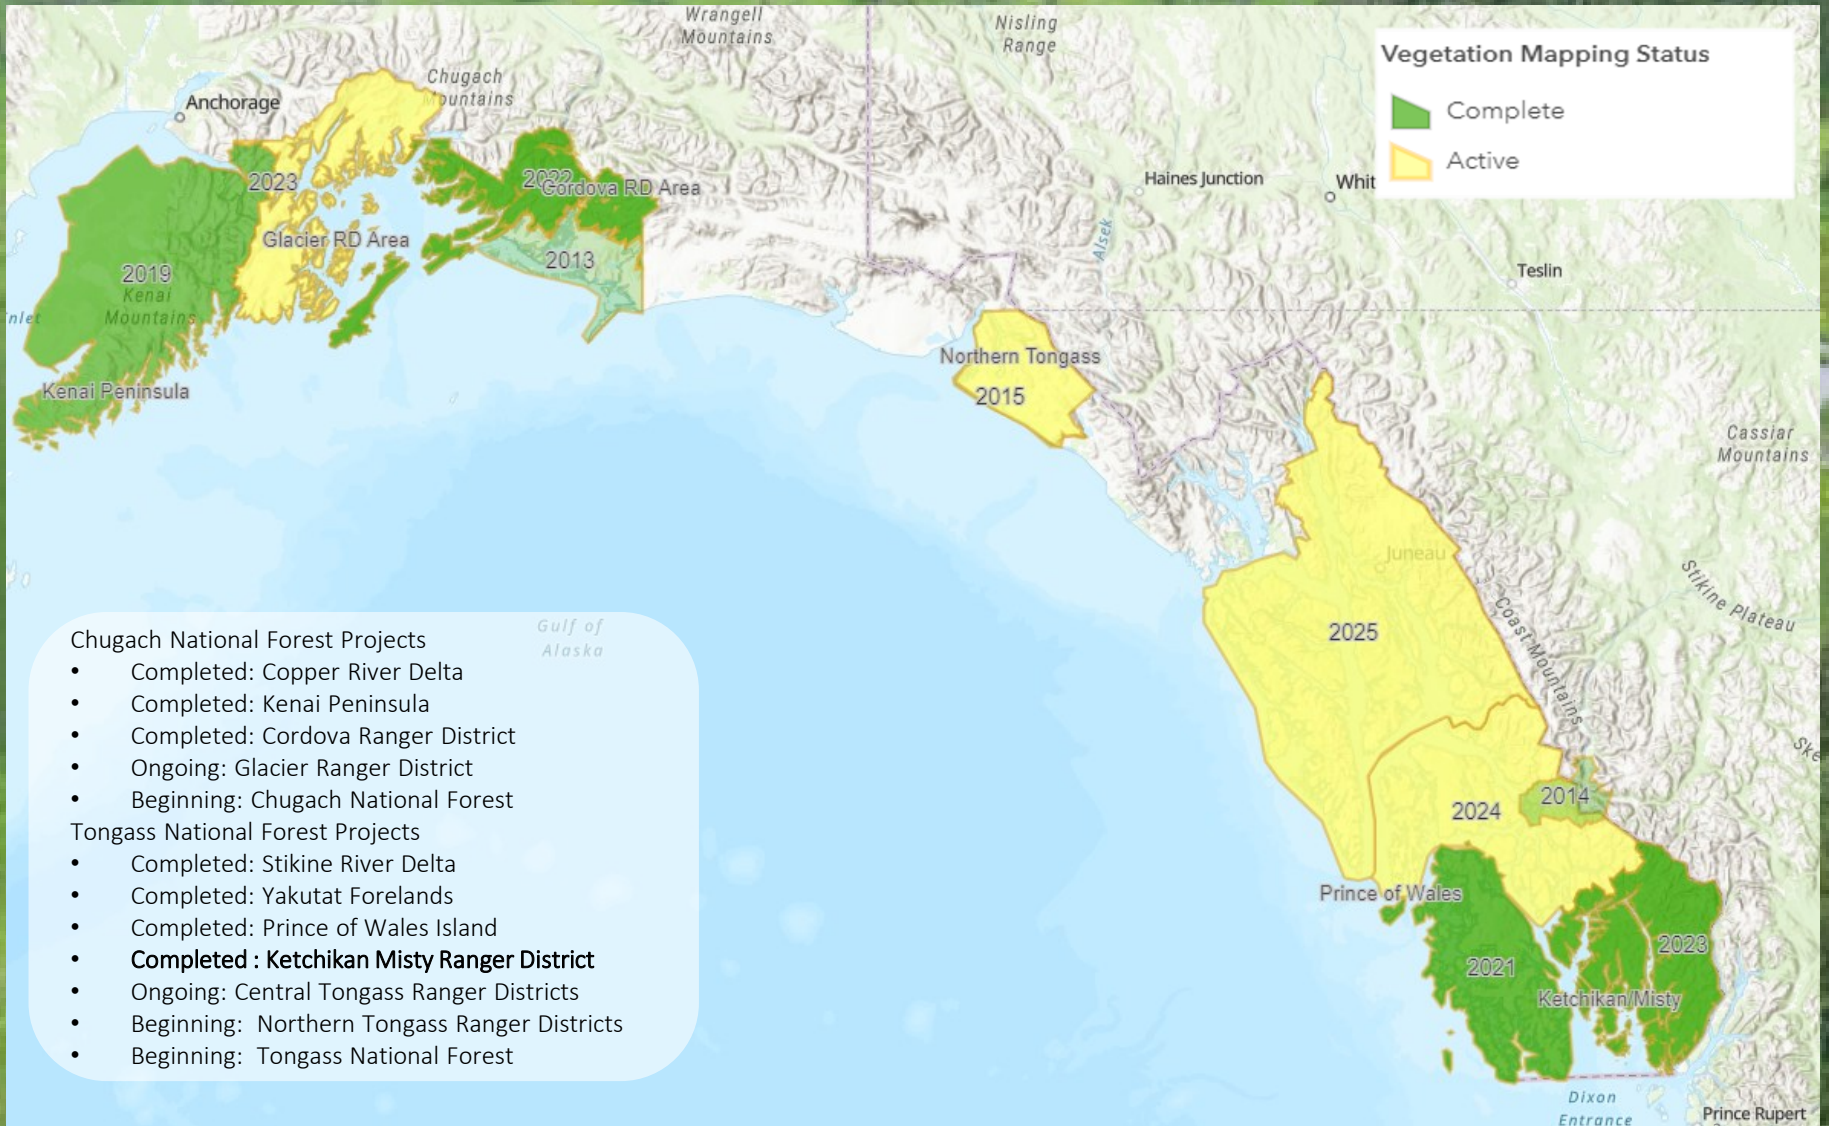 Wrangell
Mountains
Nisling
Range
Vegetation Mapping Status
Complete
Active
Chugach
Mountains
Anchorage
2023
2022
Cordova RD Area
Haines Junction
Whit
Glacier RD Area
2013
Alsek
Teslin
2019
Kenai
Mountains
nlet
Kenai Peninsula
Northern Tongass
2015
Cassiar
Mountains
Juneau
Stikine Plateau
Coast Mountains
2025
Gulf of
Alaska
Chugach National Forest Projects
• Completed: Copper River Delta
• Completed: Kenai Peninsula
• Completed: Cordova Ranger District
• Ongoing: Glacier Ranger District
• Beginning: Chugach National Forest
Tongass National Forest Projects
• Completed: Stikine River Delta
• Completed: Yakutat Forelands
• Completed: Prince of Wales Island
• Completed : Ketchikan Misty Ranger District
• Ongoing: Central Tongass Ranger Districts
• Beginning: Northern Tongass Ranger Districts
• Beginning: Tongass National Forest
Ske
2024
2014
Prince of Wales
2021
2023
Ketchikan/Misty
Dixon
Entrance
Prince Rupert